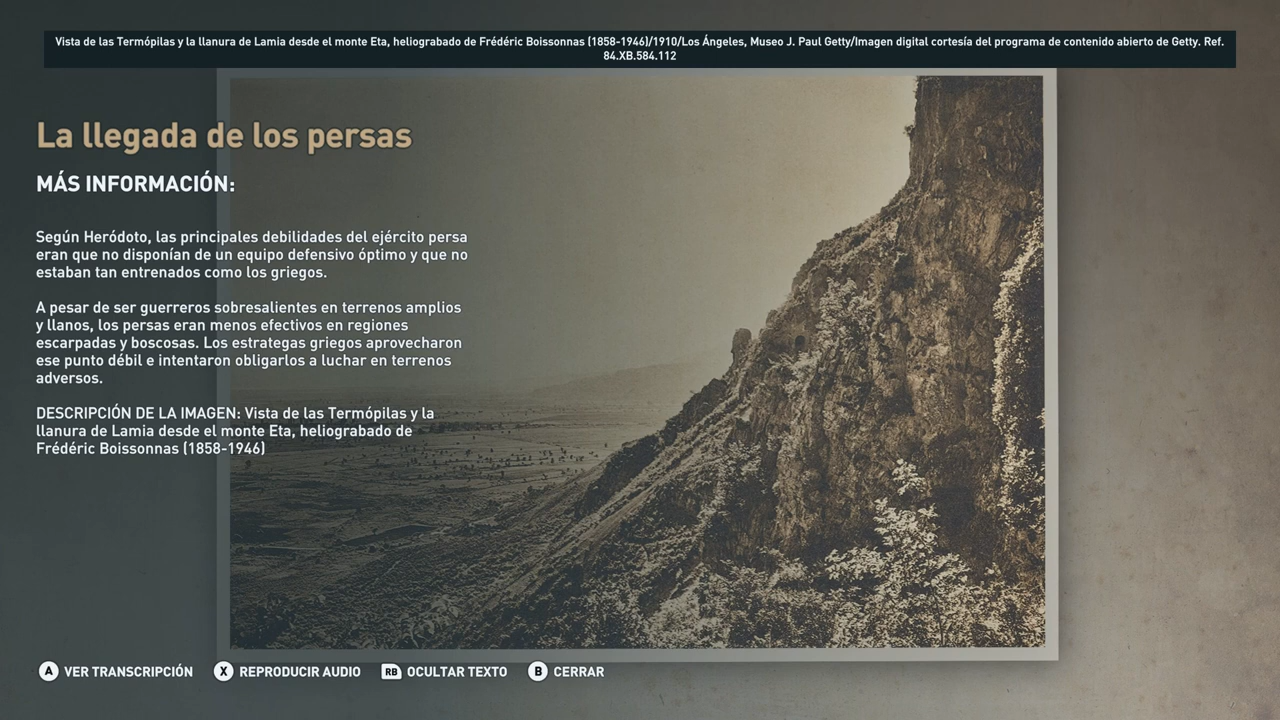 Vista de las Termópilas y la llanura de Lamia desde el monte Eta, heliograbado de Frédéric Boissonnas (1858-1946)/1910/Los Ángeles, Museo J. Paul Getty/Imagen digital cortesía del programa de contenido abierto de Getty. Ref.
84.XB.584.112
La llegada de los persas
MÁS INFORMACIÓN:
Según Heródoto, las principales debilidades del ejército persa
eran que no disponían de un equipo defensivo óptimo y que no
estaban tan entrenados como los griegos.
A pesar de ser guerreros sobresalientes en terrenos amplios
y llanos, los persas eran menos efectivos en regiones
escarpadas y boscosas. Los estrategas griegos aprovecharon
ese punto débil e intentaron obligarlos a luchar en terrenos
adversos.
DESCRIPCIÓN DE LA IMAGEN: Vista de las Termópilas y la
llanura de Lamia desde el monte Eta, heliograbado de
Frédéric Boissonnas (1858-1946)
A VER TRANSCRIPCIÓN X REPRODUCIR AUDIO RB OCULTAR TEXTO B CERRAR